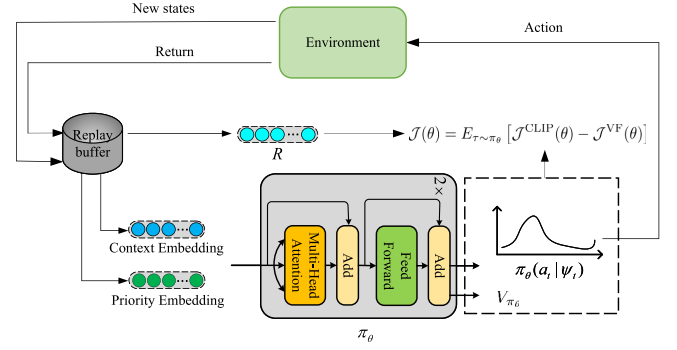 New states
Environment
Action
Return
Replay
buffer
R
𝒥(θ) = E_{τ∼π_θ} [𝒥^{CLIP}(θ) − 𝒥^{VF}(θ)]
2×
Context Embedding
Multi-Head
Attention
Add
Feed
Forward
Add
π_θ(a_t|ψ_t)
Priority Embedding
V_{π_θ}
π_θ